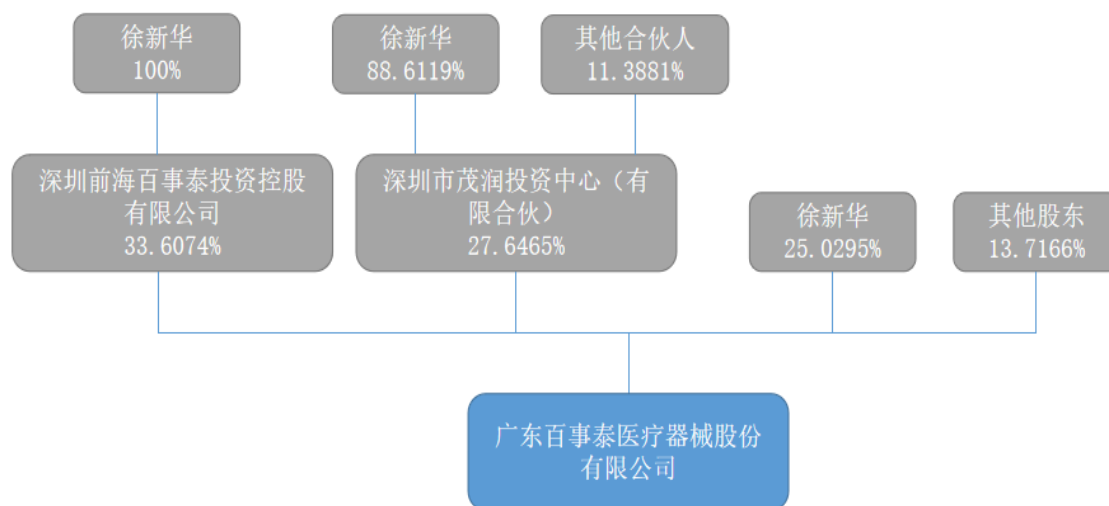 徐新华
100%
徐新华
88.6119%
其他合伙人
11.3881%
深圳前海百事泰投资控股
有限公司
33.6074%
深圳市茂润投资中心（有
限合伙）
27.6465%
徐新华
25.0295%
其他股东
13.7166%
广东百事泰医疗器械股份
有限公司